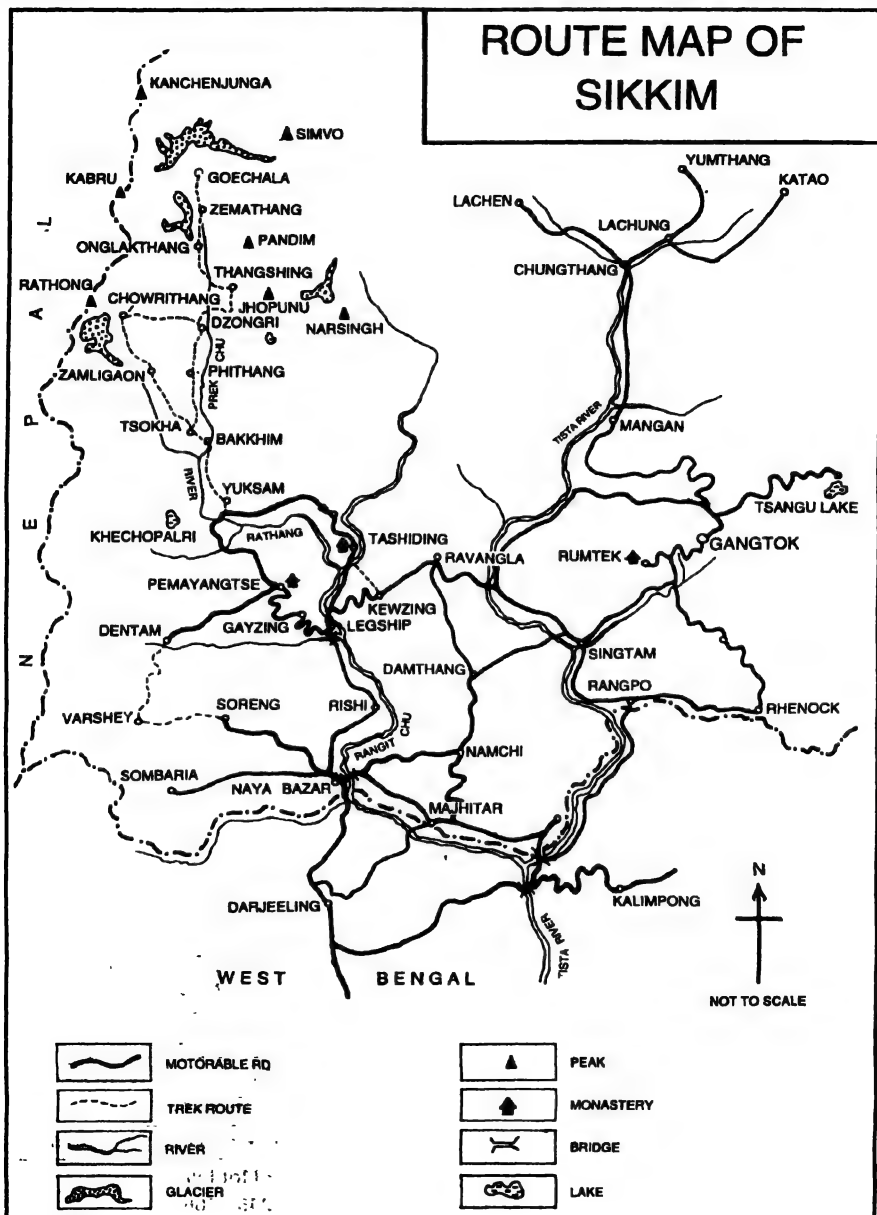 ROUTE MAP OF
SIKKIM
KANCHENJUNGA
SIMVO
YUMTHANG
KATAO
GOECHALA
KABRU
ZEMATHANG
LACHEN
LACHUNG
ONGLAKTHANG
PANDIM
CHUNGTHANG
THANGSHING
RATHONG
CHOWRITHANG
JHOPUNU
NARSINGH
DZONGRI
ZAMLIGAON
PHITHANG
PREK CHU
TSOKHA
BAKKHIM
TISTA RIVER
MANGAN
RIVER
YUKSAM
TSANGU LAKE
KHECHOPALRI
RATHANG
TASHIDING
RAVANGLA
RUMTEK
GANGTOK
PEMAYANGTSE
KEWZING
DENTAM
GAYZING
LEGSHIP
DAMTHANG
SINGTAM
RANGPO
VARSHEY
SORENG
RISHI
RHENOCK
RANGIT CHU
NAMCHI
SOMBARIA
NAYA BAZAR
MAJHITAR
NEPAL
DARJEELING
KALIMPONG
TISTA RIVER
WEST BENGAL
N
NOT TO SCALE
MOTORABLE RD
TREK ROUTE
RIVER
GLACIER
PEAK
MONASTERY
BRIDGE
LAKE